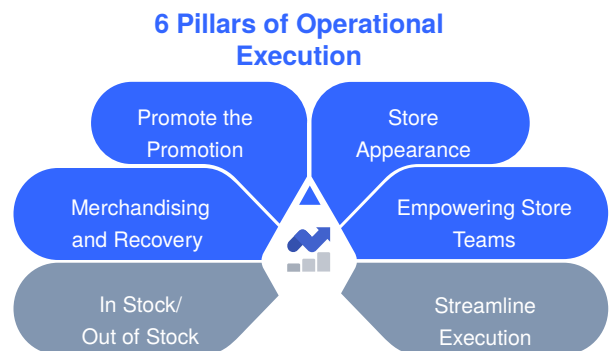 6 Pillars of Operational
Execution
Promote the
Promotion
Store
Appearance
Merchandising
and Recovery
Empowering Store
Teams
In Stock/
Out of Stock
Streamline
Execution